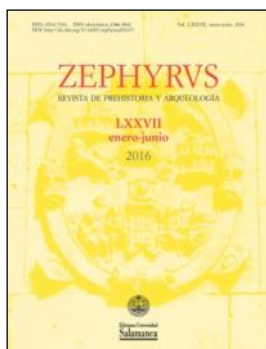 ZEPHYRVS
REVISTA DE PREHISTORIA Y ARQUEOLOGÍA
LXXVII
enero-junio
2016
Ediciones Universidad
Salamanca